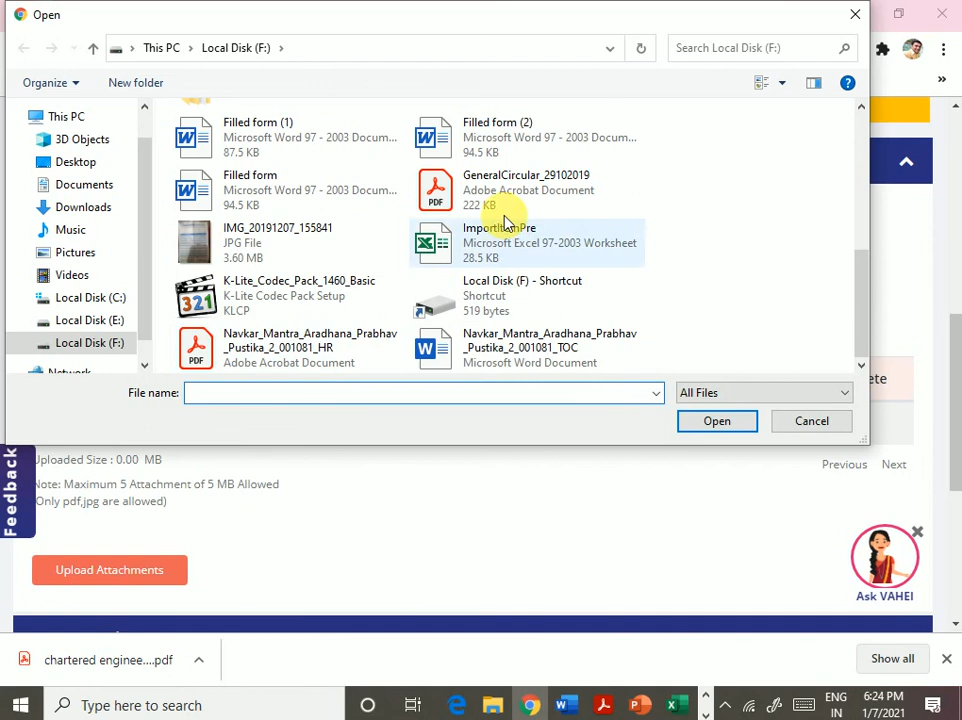 Open
This PC
Local Disk (F:)
Search Local Disk (F:)
Organize
New folder
This PC
3D Objects
Desktop
Documents
Downloads
Music
Pictures
Videos
Local Disk (C:)
Local Disk (E:)
Local Disk (F:)
Network
Filled form (1)
Microsoft Word 97 - 2003 Docum...
87.5 KB
Filled form (2)
Microsoft Word 97 - 2003 Docum...
94.5 KB
Filled form
Microsoft Word 97 - 2003 Docum...
94.5 KB
PDF
GeneralCircular_29102019
Adobe Acrobat Document
222 KB
IMG_20191207_155841
JPG File
3.60 MB
Microsoft Excel 97-2003 Worksheet
28.5 KB
321
K-Lite_Codec_Pack_1460_Basic
K-Lite Codec Pack Setup
KLCP
Local Disk (F) - Shortcut
Shortcut
519 bytes
PDF
Navkar_Mantra_Aradhana_Prabhav
_Pustika_2_001081_HR
Adobe Acrobat Document
Navkar_Mantra_Aradhana_Prabhav
_Pustika_2_001081_TOC
Microsoft Word Document
File name:
All Files
Open
Cancel
ete
Feedback
Uploaded Size : 0.00 MB
Previous
Next
Note: Maximum 5 Attachment of 5 MB Allowed
(Only pdf,jpg are allowed)
Upload Attachments
Ask VAHEI
chartered enginee....pdf
Show all
Type here to search
ENG
IN
6:24 PM
1/7/2021